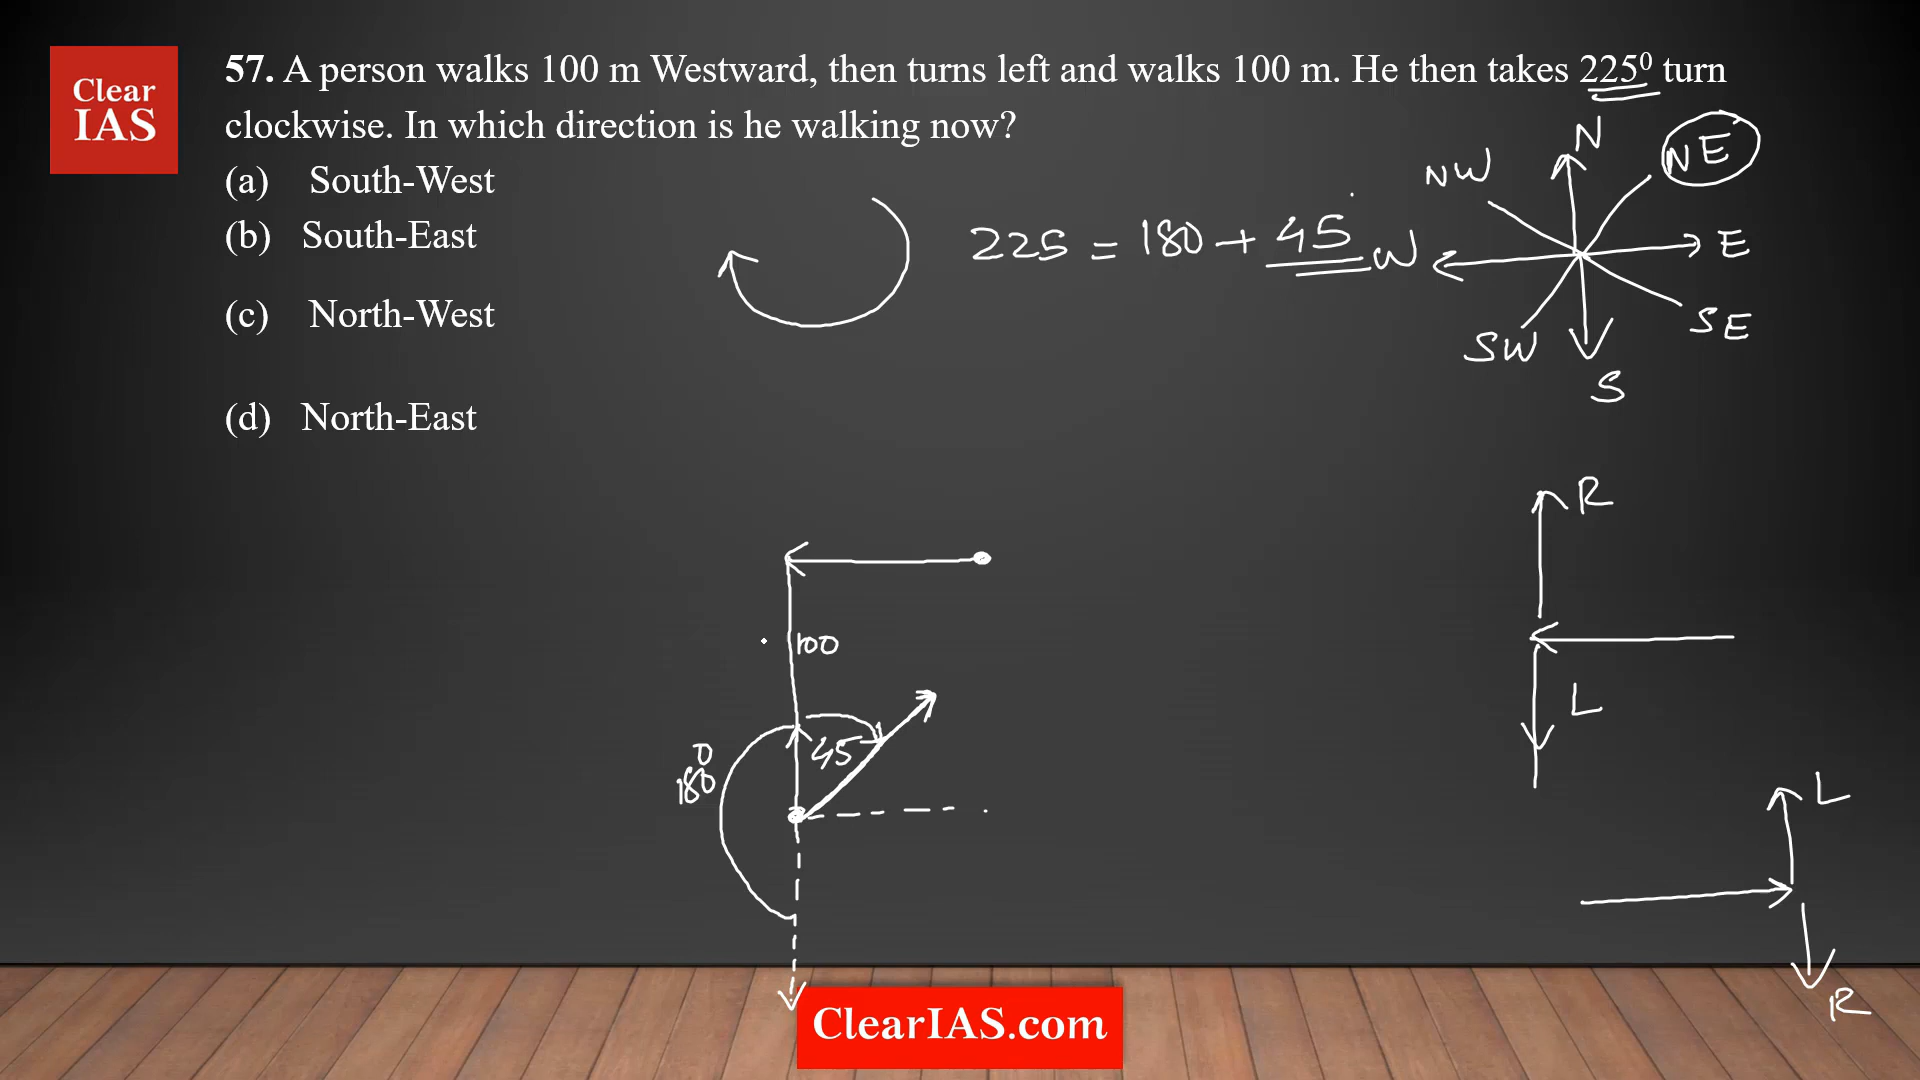 Clear
IAS
57. A person walks 100 m Westward, then turns left and walks 100 m. He then takes 225⁰ turn
clockwise. In which direction is he walking now?
(a) South-West
(b) South-East
(c) North-West
(d) North-East
225 = 180 + 45
N
NE
NW
W
E
SW
SE
S
R
L
100
45
180⁰
L
R
ClearIAS.com